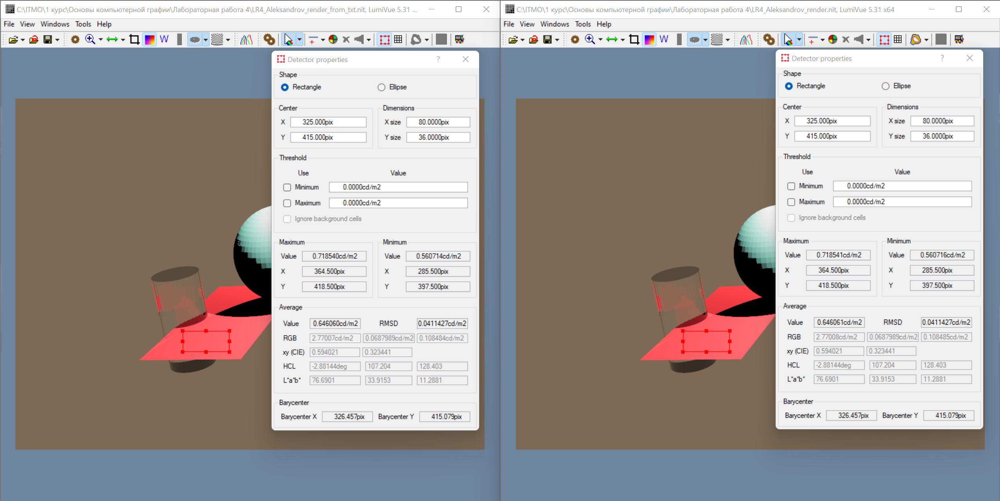 C:\ITMO\1 курс\Основы компьютерной графии\Лабораторная работа 4\LR4_Aleksandrov_render_from_txt.nit, LumiVue 5.31 ...
File View Windows Tools Help
W
Detector properties ?
Shape
Rectangle Ellipse
Center Dimensions
X 325.000pix X size 80.0000pix
Y 415.000pix Y size 36.0000pix
Threshold
Use Value
Minimum 0.0000cd/m2
Maximum 0.0000cd/m2
Ignore background cells
Maximum Minimum
Value 0.718540cd/m2 Value 0.560714cd/m2
X 364.500pix X 285.500pix
Y 418.500pix Y 397.500pix
Average
Value 0.646060cd/m2 RMSD 0.0411427cd/m2
RGB 2.77007cd/m2 0.0687989cd/m2 0.108484cd/m2
xy (CIE) 0.594021 0.323441
HCL -2.88144deg 107.204 128.403
L*a*b* 76.6901 33.9153 11.2881
Barycenter
Barycenter X 326.457pix Barycenter Y 415.079pix
C:\ITMO\1 курс\Основы компьютерной графии\Лабораторная работа 4\LR4_Aleksandrov_render.nit, LumiVue 5.31 x64
File View Windows Tools Help
W
Detector properties ?
Shape
Rectangle Ellipse
Center Dimensions
X 325.000pix X size 80.0000pix
Y 415.000pix Y size 36.0000pix
Threshold
Use Value
Minimum 0.0000cd/m2
Maximum 0.0000cd/m2
Ignore background cells
Maximum Minimum
Value 0.718541cd/m2 Value 0.560716cd/m2
X 364.500pix X 285.500pix
Y 418.500pix Y 397.500pix
Average
Value 0.646061cd/m2 RMSD 0.0411427cd/m2
RGB 2.77008cd/m2 0.0687989cd/m2 0.108485cd/m2
xy (CIE) 0.594021 0.323441
HCL -2.88144deg 107.204 128.403
L*a*b* 76.6901 33.9153 11.2881
Barycenter
Barycenter X 326.457pix Barycenter Y 415.079pix